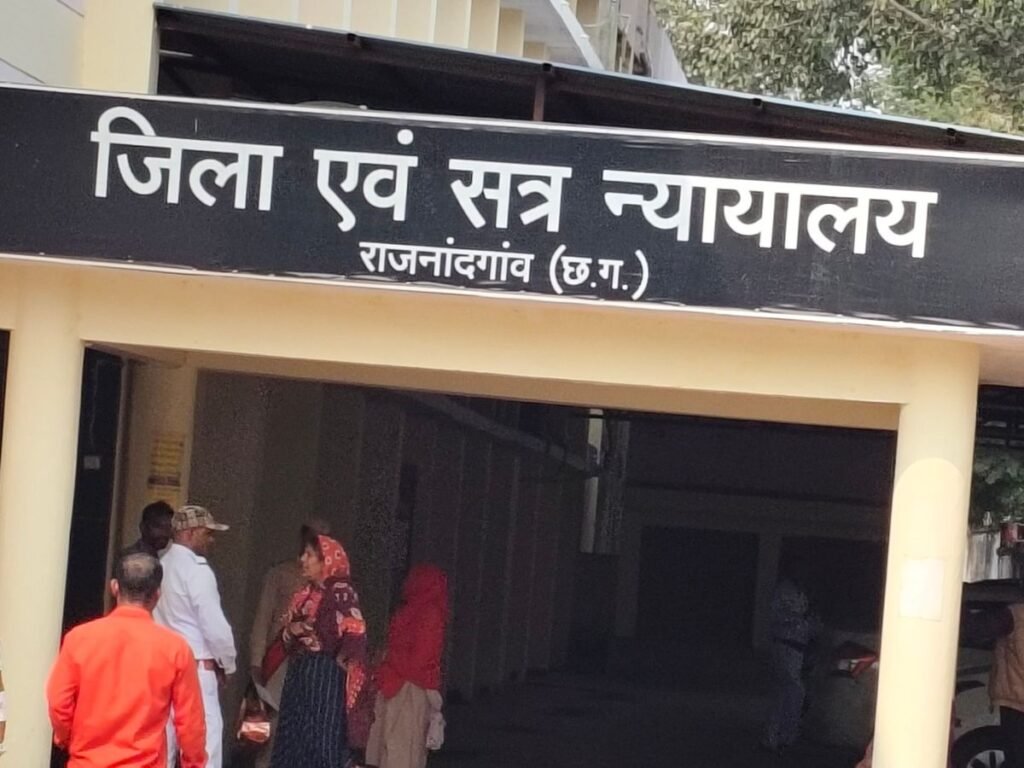 जिला एवं सत्र न्यायालय
राजनांदगांव (छ.ग.)